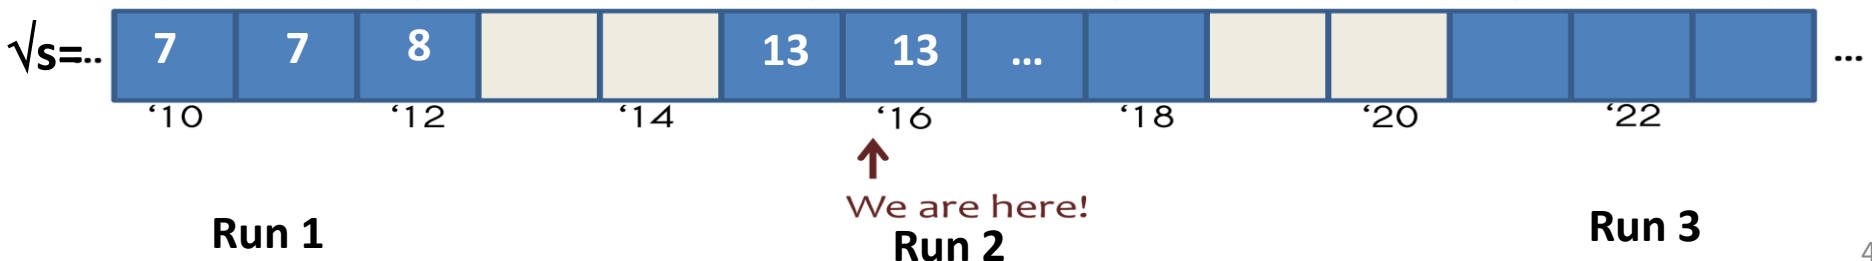 √s=.. 7 7 8 13 13 ... ...
‘10 ‘12 ‘14 ‘16 ‘18 ‘20 ‘22
We are here!
Run 1 Run 2 Run 3
4